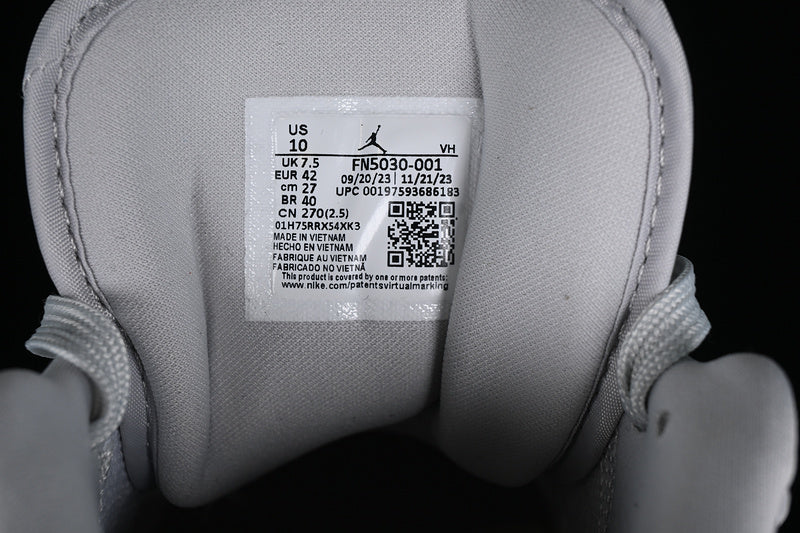 US
10
VH
UK 7.5
EUR 42
cm 27
BR 40
CN 270(2.5)
FN5030-001
09/20/23 | 11/21/23
UPC 00197593686183
01H75RRX54XK3
MADE IN VIETNAM
HECHO EN VIETNAM
FABRIQUE AU VIETNAM
FABRICADO NO VIETNÃ
This product is covered by one or more patents:
www.nike.com/patentsvirtualmarking